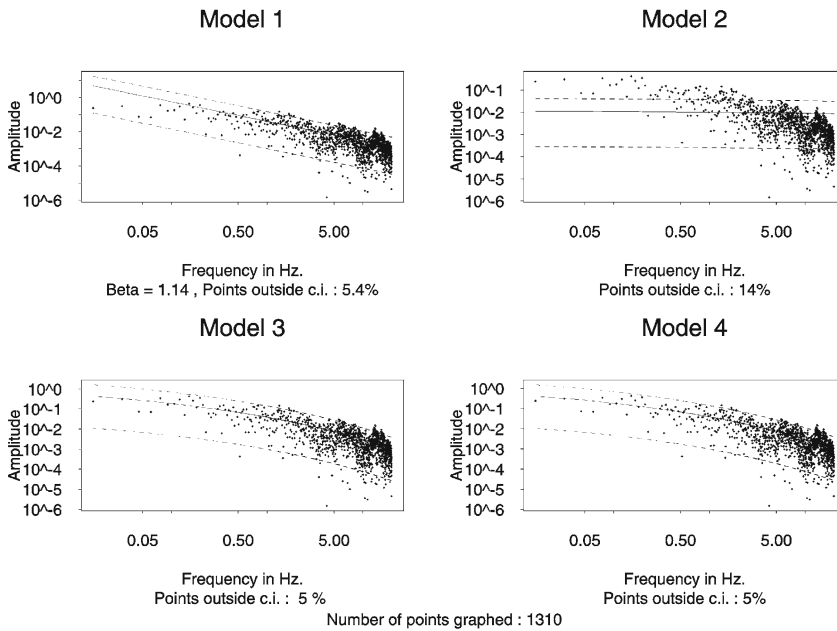 Model 1
Amplitude
10^0
10^-2
10^-4
10^-6
0.05 0.50 5.00
Frequency in Hz.
Beta = 1.14 , Points outside c.i. : 5.4%
Model 2
Amplitude
10^-1
10^-2
10^-3
10^-4
10^-5
10^-6
0.05 0.50 5.00
Frequency in Hz.
Points outside c.i. : 14%
Model 3
Amplitude
10^0
10^-1
10^-2
10^-3
10^-4
10^-5
10^-6
0.05 0.50 5.00
Frequency in Hz.
Points outside c.i. : 5 %
Model 4
Amplitude
10^0
10^-1
10^-2
10^-3
10^-4
10^-5
10^-6
0.05 0.50 5.00
Frequency in Hz.
Points outside c.i. : 5%
Number of points graphed : 1310